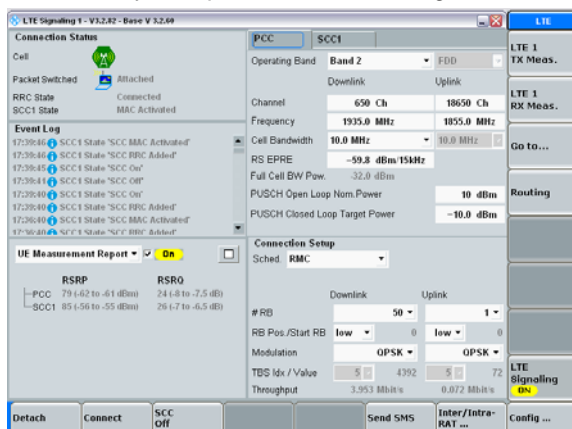 LTE Signaling 1 - V3.2.82 - Base V 3.2.60
LTE
Connection Status
Cell
Packet Switched Attached
RRC State Connected
SCC1 State MAC Activated
Event Log
17:39:46 SCC1 State 'SCC MAC Activated'
17:39:46 SCC1 State 'SCC RRC Added'
17:39:45 SCC1 State 'SCC On'
17:39:41 SCC1 State 'SCC Off'
17:36:40 SCC1 State 'SCC On'
17:39:07 SCC1 State 'SCC RRC Added'
17:36:40 SCC1 State 'SCC MAC Activated'
17:36:40 SCC1 State 'SCC RRC Added'
UE Measurement Report On
RSRP RSRQ
PCC 79 (-62 to -61 dBm) 24 (-8 to -7.5 dB)
SCC1 85 (-56 to -55 dBm) 26 (-7 to -6.5 dB)
PCC SCC1
Operating Band Band 2 FDD
Downlink Uplink
Channel 650 Ch 18650 Ch
Frequency 1935.0 MHz 1855.0 MHz
Cell Bandwidth 10.0 MHz 10.0 MHz
RS EPRE -59.8 dBm/15kHz
Full Cell BW Pow. -32.0 dBm
PUSCH Open Loop Nom.Power 10 dBm
PUSCH Closed Loop Target Power -10.0 dBm
Connection Setup
Sched. RMC
Downlink Uplink
# RB 50 1
RB Pos./Start RB low 0 low 0
Modulation QPSK QPSK
TBS Idx / Value 5 4392 5 72
Throughput 3.953 Mbit/s 0.072 Mbit/s
LTE 1
TX Meas.
LTE 1
RX Meas.
Go to...
Routing
LTE
Signaling
ON
Detach
Connect
SCC
Off
Send SMS
Inter/Intra-
RAT ...
Config ...